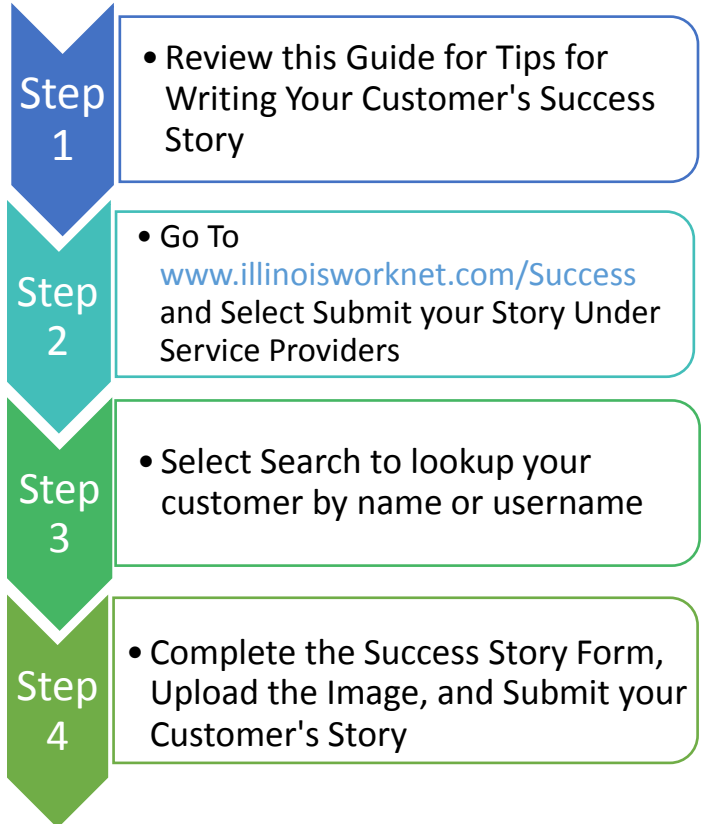 Step
1
• Review this Guide for Tips for
Writing Your Customer's Success
Story
Step
2
• Go To
www.illinoisworknet.com/Success
and Select Submit your Story Under
Service Providers
Step
3
• Select Search to lookup your
customer by name or username
Step
4
• Complete the Success Story Form,
Upload the Image, and Submit your
Customer's Story